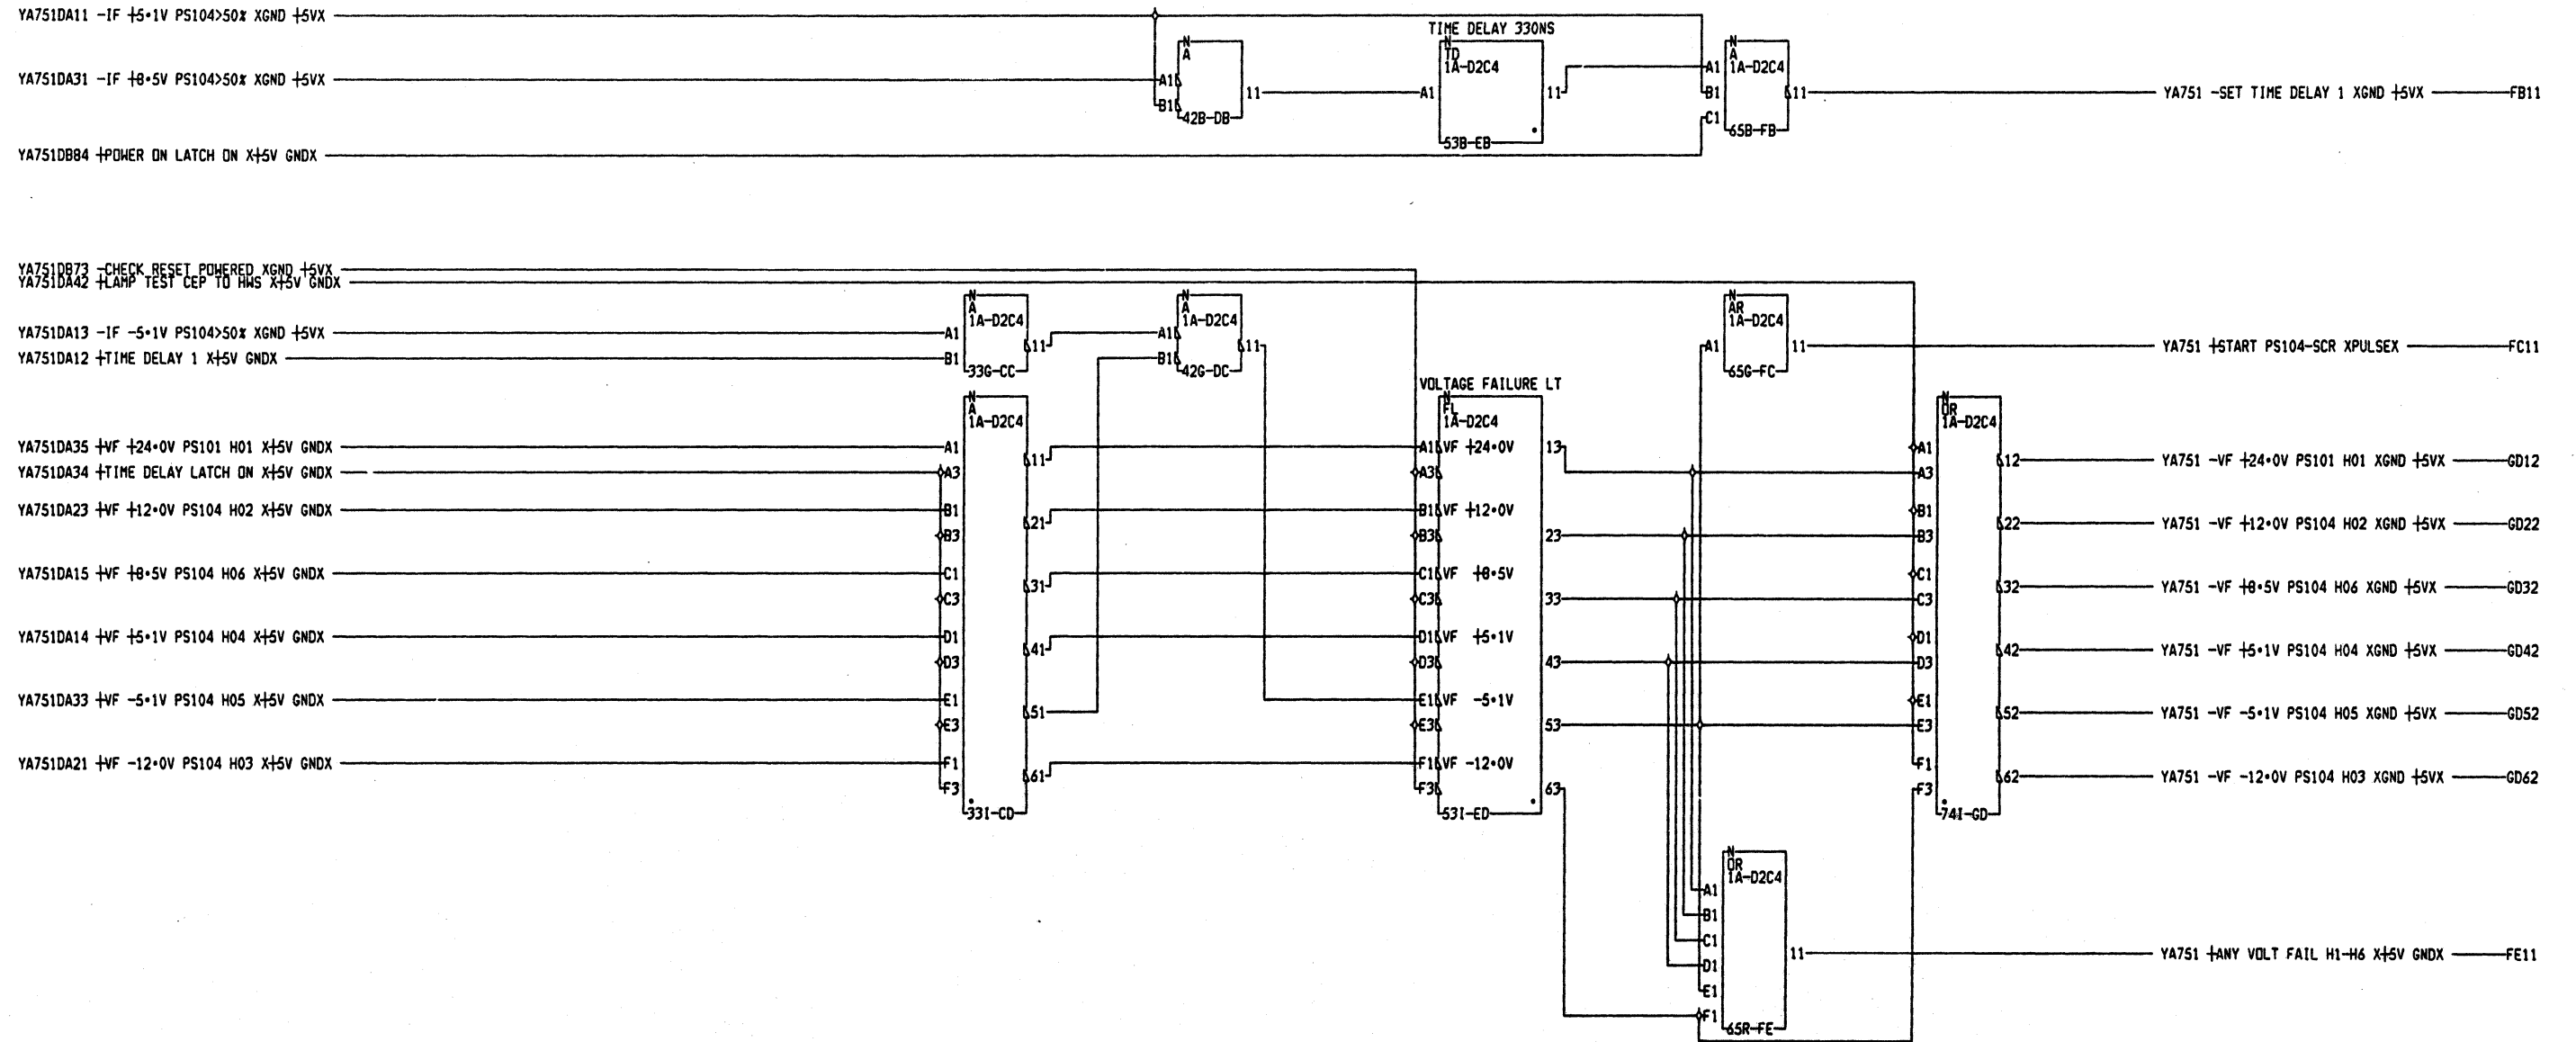 YA751DA11 -IF +5•1V PS104>50% XGND +5VX
TIME DELAY 330NS
N
A
N
TD
1A-D2C4
N
A
1A-D2C4
YA751DA31 -IF +8•5V PS104>50% XGND +5VX
A1
B1
11
42B-DB
A1
11
53B-EB
A1
B1
C1
11
65B-FB
YA751 -SET TIME DELAY 1 XGND +5VX
FB11
YA751DB84 +POWER ON LATCH ON X+5V GNDX
YA751DB73 -CHECK RESET POWERED XGND +5VX
YA751DA42 +LAMP TEST CEP TO HWS X+5V GNDX
N
A
1A-D2C4
N
A
1A-D2C4
N
AR
1A-D2C4
YA751DA13 -IF -5•1V PS104>50% XGND +5VX
A1
YA751DA12 +TIME DELAY 1 X+5V GNDX
B1
11
33G-CC
A1
B1
11
42G-DC
A1
11
65G-FC
YA751 +START PS104-SCR XPULSEX
FC11
VOLTAGE FAILURE LT
N
A
1A-D2C4
N
FL
1A-D2C4
N
OR
1A-D2C4
YA751DA35 +VF +24•0V PS101 H01 X+5V GNDX
A1
11
A1
VF +24•0V
13
A1
12
YA751 -VF +24•0V PS101 H01 XGND +5VX
GD12
YA751DA34 +TIME DELAY LATCH ON X+5V GNDX
A3
A3
A3
YA751DA23 +VF +12•0V PS104 H02 X+5V GNDX
B1
21
B1
VF +12•0V
B1
22
YA751 -VF +12•0V PS104 H02 XGND +5VX
GD22
B3
B3
23
B3
YA751DA15 +VF +8•5V PS104 H06 X+5V GNDX
C1
31
C1
VF +8•5V
C1
32
YA751 -VF +8•5V PS104 H06 XGND +5VX
GD32
C3
C3
33
C3
YA751DA14 +VF +5•1V PS104 H04 X+5V GNDX
D1
41
D1
VF +5•1V
D1
42
YA751 -VF +5•1V PS104 H04 XGND +5VX
GD42
D3
D3
43
D3
YA751DA33 +VF -5•1V PS104 H05 X+5V GNDX
E1
51
E1
VF -5•1V
E1
52
YA751 -VF -5•1V PS104 H05 XGND +5VX
GD52
E3
E3
53
E3
YA751DA21 +VF -12•0V PS104 H03 X+5V GNDX
F1
61
F1
VF -12•0V
F1
62
YA751 -VF -12•0V PS104 H03 XGND +5VX
GD62
F3
F3
63
F3
33I-CD
53I-ED
74I-GD
N
OR
1A-D2C4
A1
B1
C1
D1
E1
F1
11
65R-FE
YA751 +ANY VOLT FAIL H1-H6 X+5V GNDX
FE11